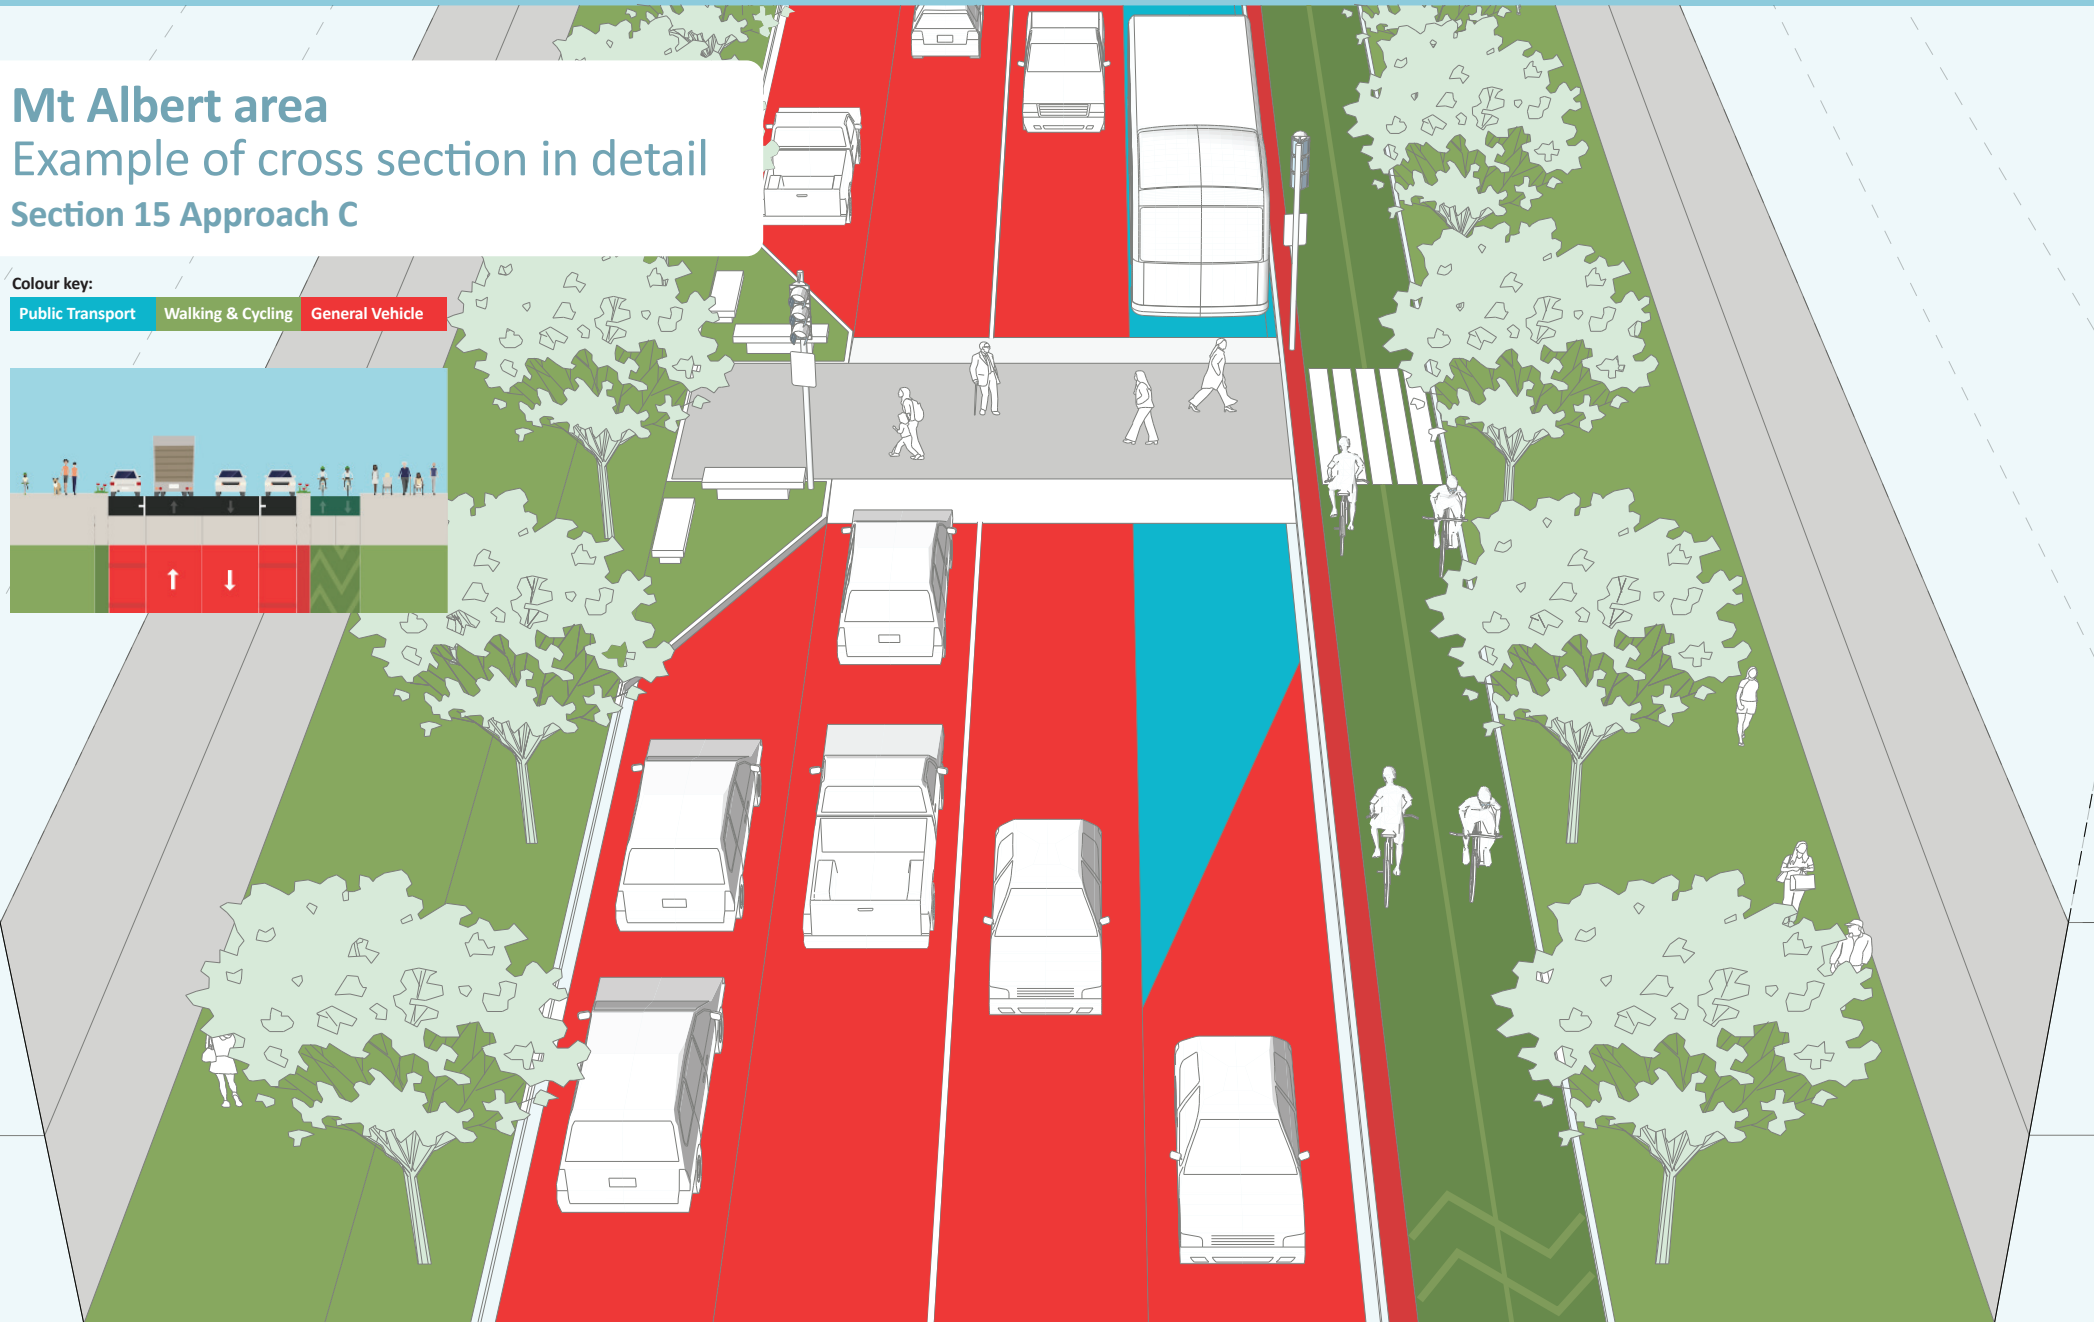 Mt Albert area
Example of cross section in detail
Section 15 Approach C
Colour key:
Public Transport Walking & Cycling General Vehicle